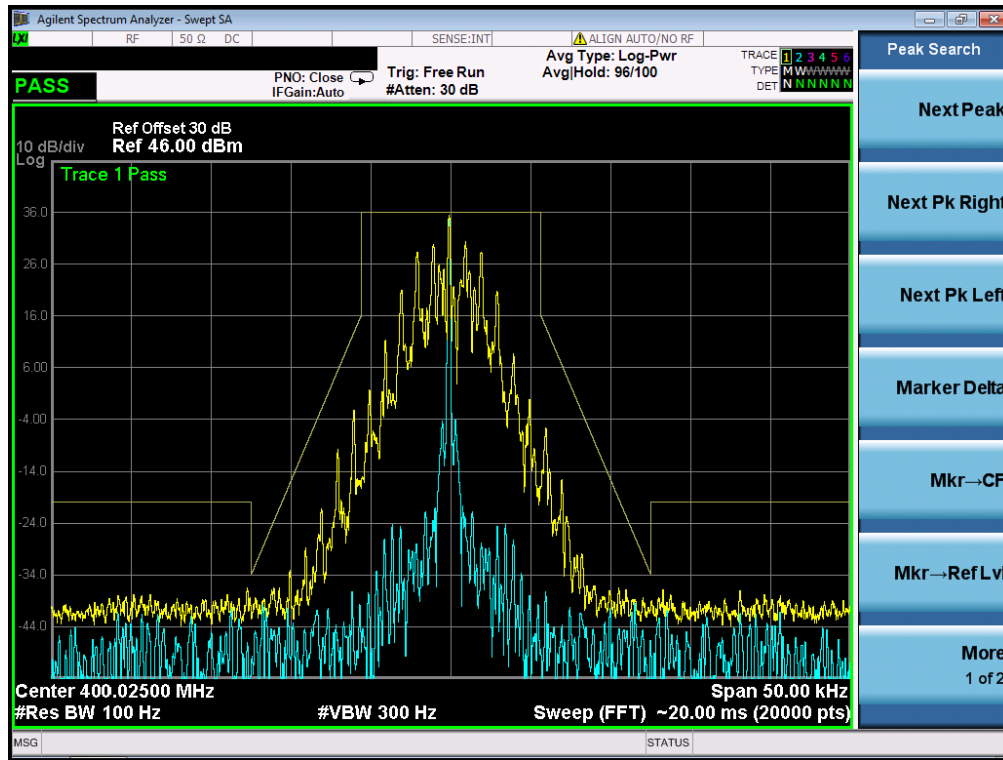 Agilent Spectrum Analyzer - Swept SA
LXI RF 50 Ω DC SENSE:INT ALIGN AUTO/NO RF
PASS
PNO: Close
IFGain:Auto
Trig: Free Run
#Atten: 30 dB
Avg Type: Log-Pwr
Avg|Hold: 96/100
TRACE 1 2 3 4 5 6
TYPE M W W W W W
DET N N N N N N
Ref Offset 30 dB
10 dB/div Ref 46.00 dBm
Log
Trace 1 Pass
36.0
26.0
16.0
6.00
-4.00
-14.0
-24.0
-34.0
-44.0
Center 400.02500 MHz Span 50.00 kHz
#Res BW 100 Hz #VBW 300 Hz Sweep (FFT) ~20.00 ms (20000 pts)
MSG STATUS
Peak Search
Next Peak
Next Pk Right
Next Pk Left
Marker Delta
Mkr→CF
Mkr→Ref Lvl
More
1 of 2